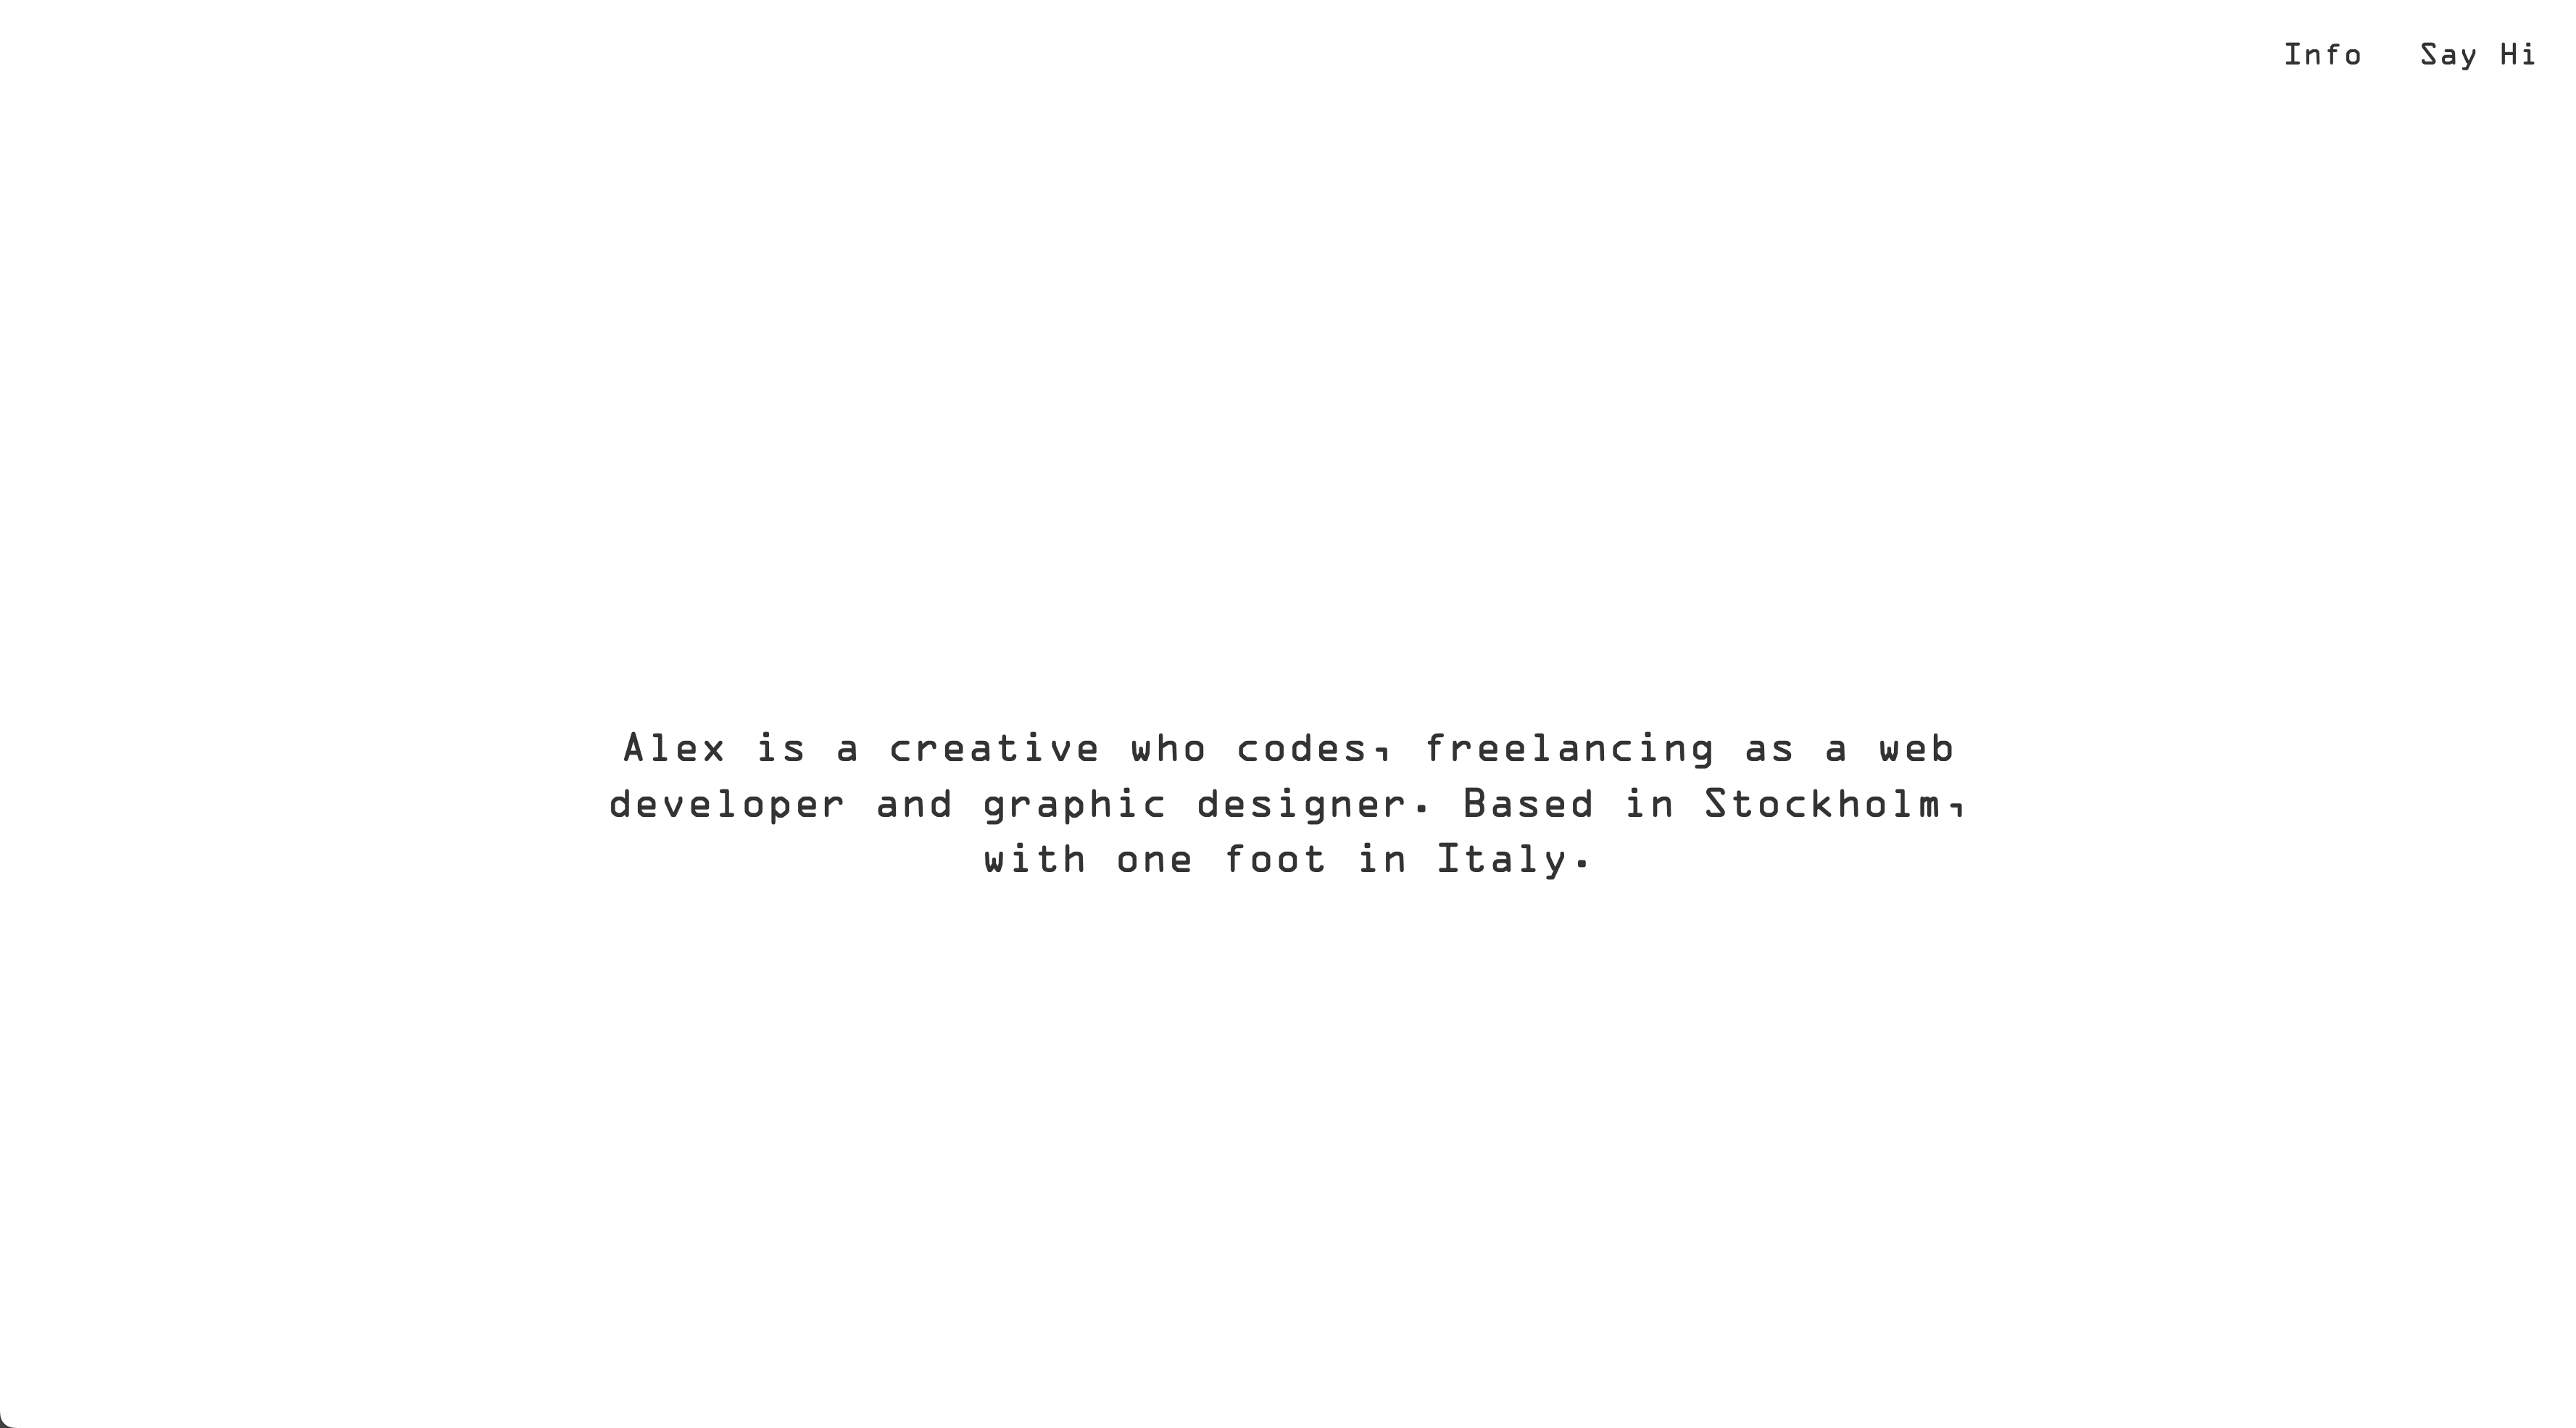 Info Say Hi
Alex is a creative who codes, freelancing as a web
developer and graphic designer. Based in Stockholm,
with one foot in Italy.